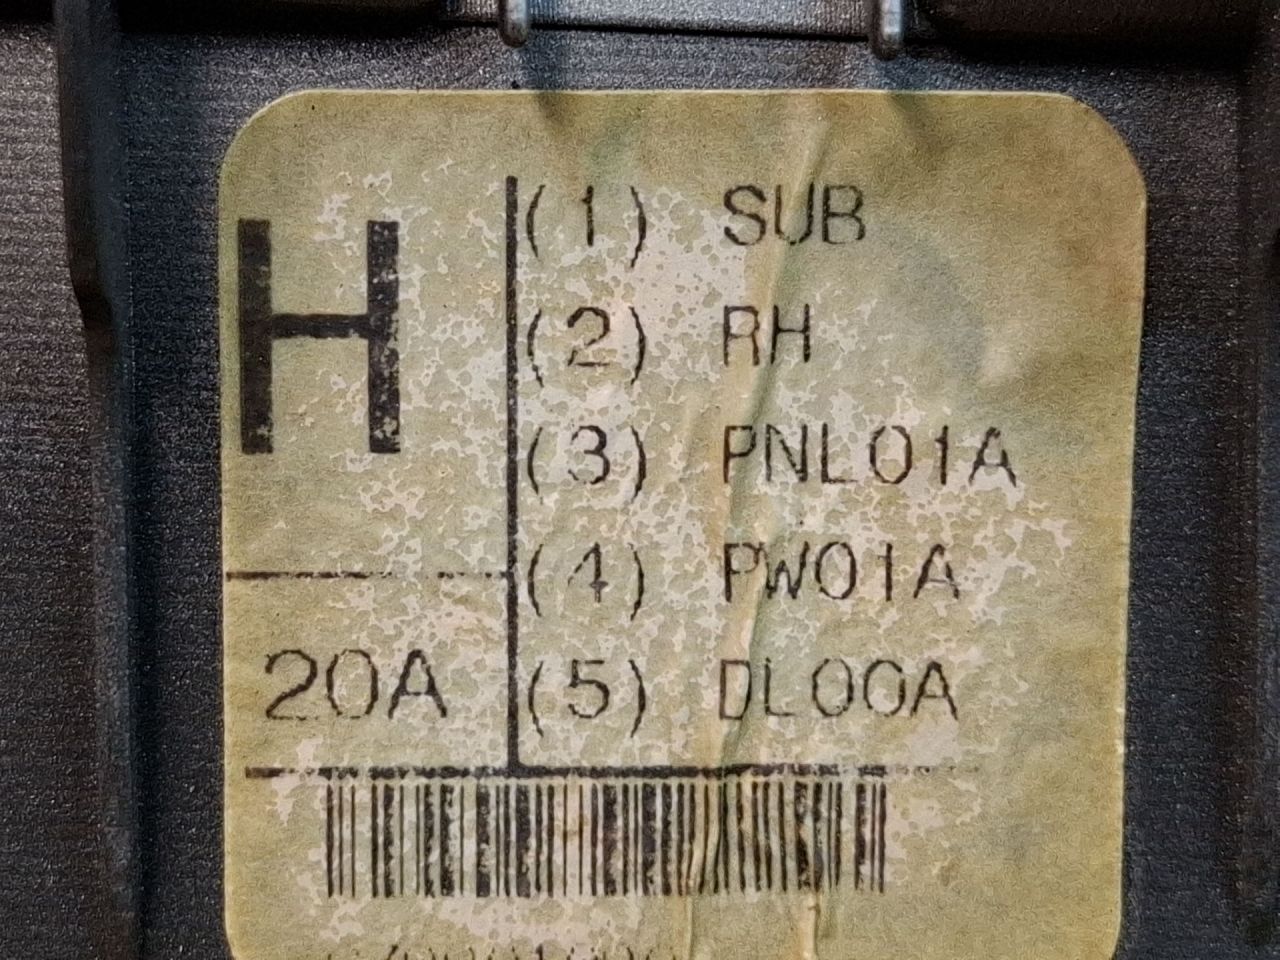 H
(1) SUB
(2) RH
(3) PNL01A
(4) PW01A
20A
(5) DL00A